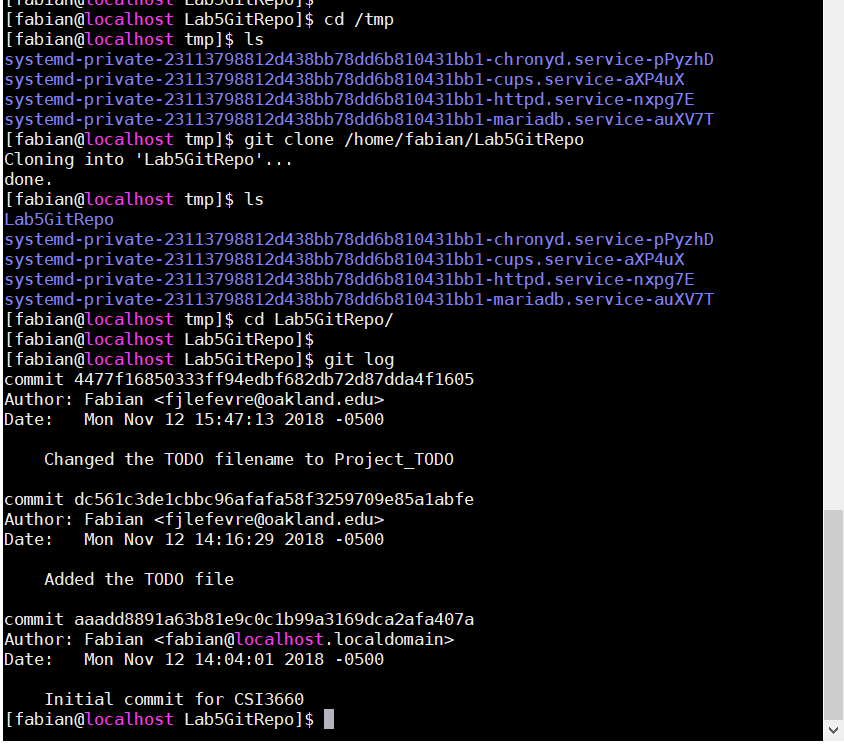 [fabian@localhost Lab5GitRepo]$
[fabian@localhost Lab5GitRepo]$ cd /tmp
[fabian@localhost tmp]$ ls
systemd-private-23113798812d438bb78dd6b810431bb1-chronyd.service-pPyzhD
systemd-private-23113798812d438bb78dd6b810431bb1-cups.service-aXP4uX
systemd-private-23113798812d438bb78dd6b810431bb1-httpd.service-nxpg7E
systemd-private-23113798812d438bb78dd6b810431bb1-mariadb.service-auXV7T
[fabian@localhost tmp]$ git clone /home/fabian/Lab5GitRepo
Cloning into 'Lab5GitRepo'...
done.
[fabian@localhost tmp]$ ls
Lab5GitRepo
systemd-private-23113798812d438bb78dd6b810431bb1-chronyd.service-pPyzhD
systemd-private-23113798812d438bb78dd6b810431bb1-cups.service-aXP4uX
systemd-private-23113798812d438bb78dd6b810431bb1-httpd.service-nxpg7E
systemd-private-23113798812d438bb78dd6b810431bb1-mariadb.service-auXV7T
[fabian@localhost tmp]$ cd Lab5GitRepo/
[fabian@localhost Lab5GitRepo]$
[fabian@localhost Lab5GitRepo]$ git log
commit 4477f16850333ff94edbf682db72d87dda4f1605
Author: Fabian <fjlefevre@oakland.edu>
Date:   Mon Nov 12 15:47:13 2018 -0500
    Changed the TODO filename to Project_TODO
commit dc561c3de1cbbc96afafa58f3259709e85a1abfe
Author: Fabian <fjlefevre@oakland.edu>
Date:   Mon Nov 12 14:16:29 2018 -0500
    Added the TODO file
commit aaadd8891a63b81e9c0c1b99a3169dca2afa407a
Author: Fabian <fabian@localhost.localdomain>
Date:   Mon Nov 12 14:04:01 2018 -0500
    Initial commit for CSI3660
[fabian@localhost Lab5GitRepo]$